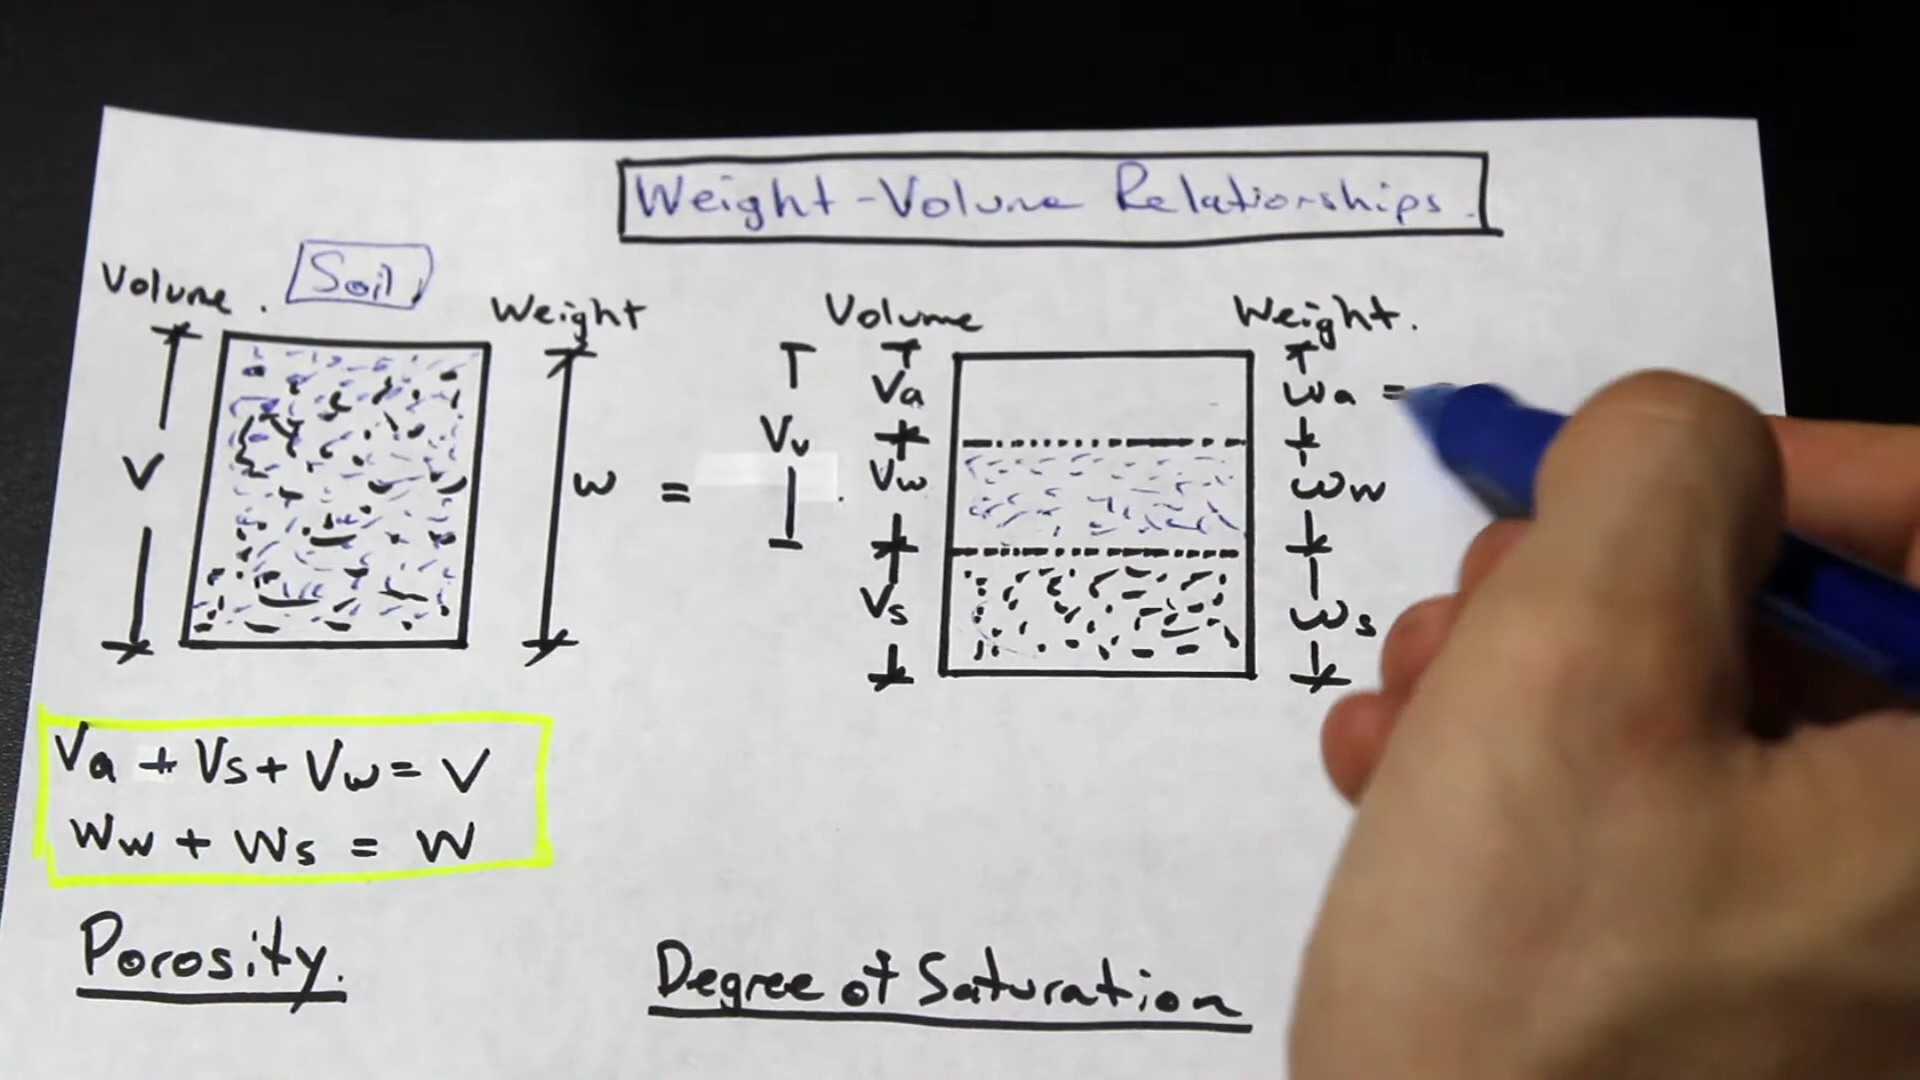 Weight-Volume Relationships.
Soil
Volume.
Weight
V
W
=
Volume
Weight.
Vv
Va
Vw
Vs
Wa =
Ww
Ws
Va + Vs + Vw = V
Ww + Ws = W
Porosity.
Degree of Saturation